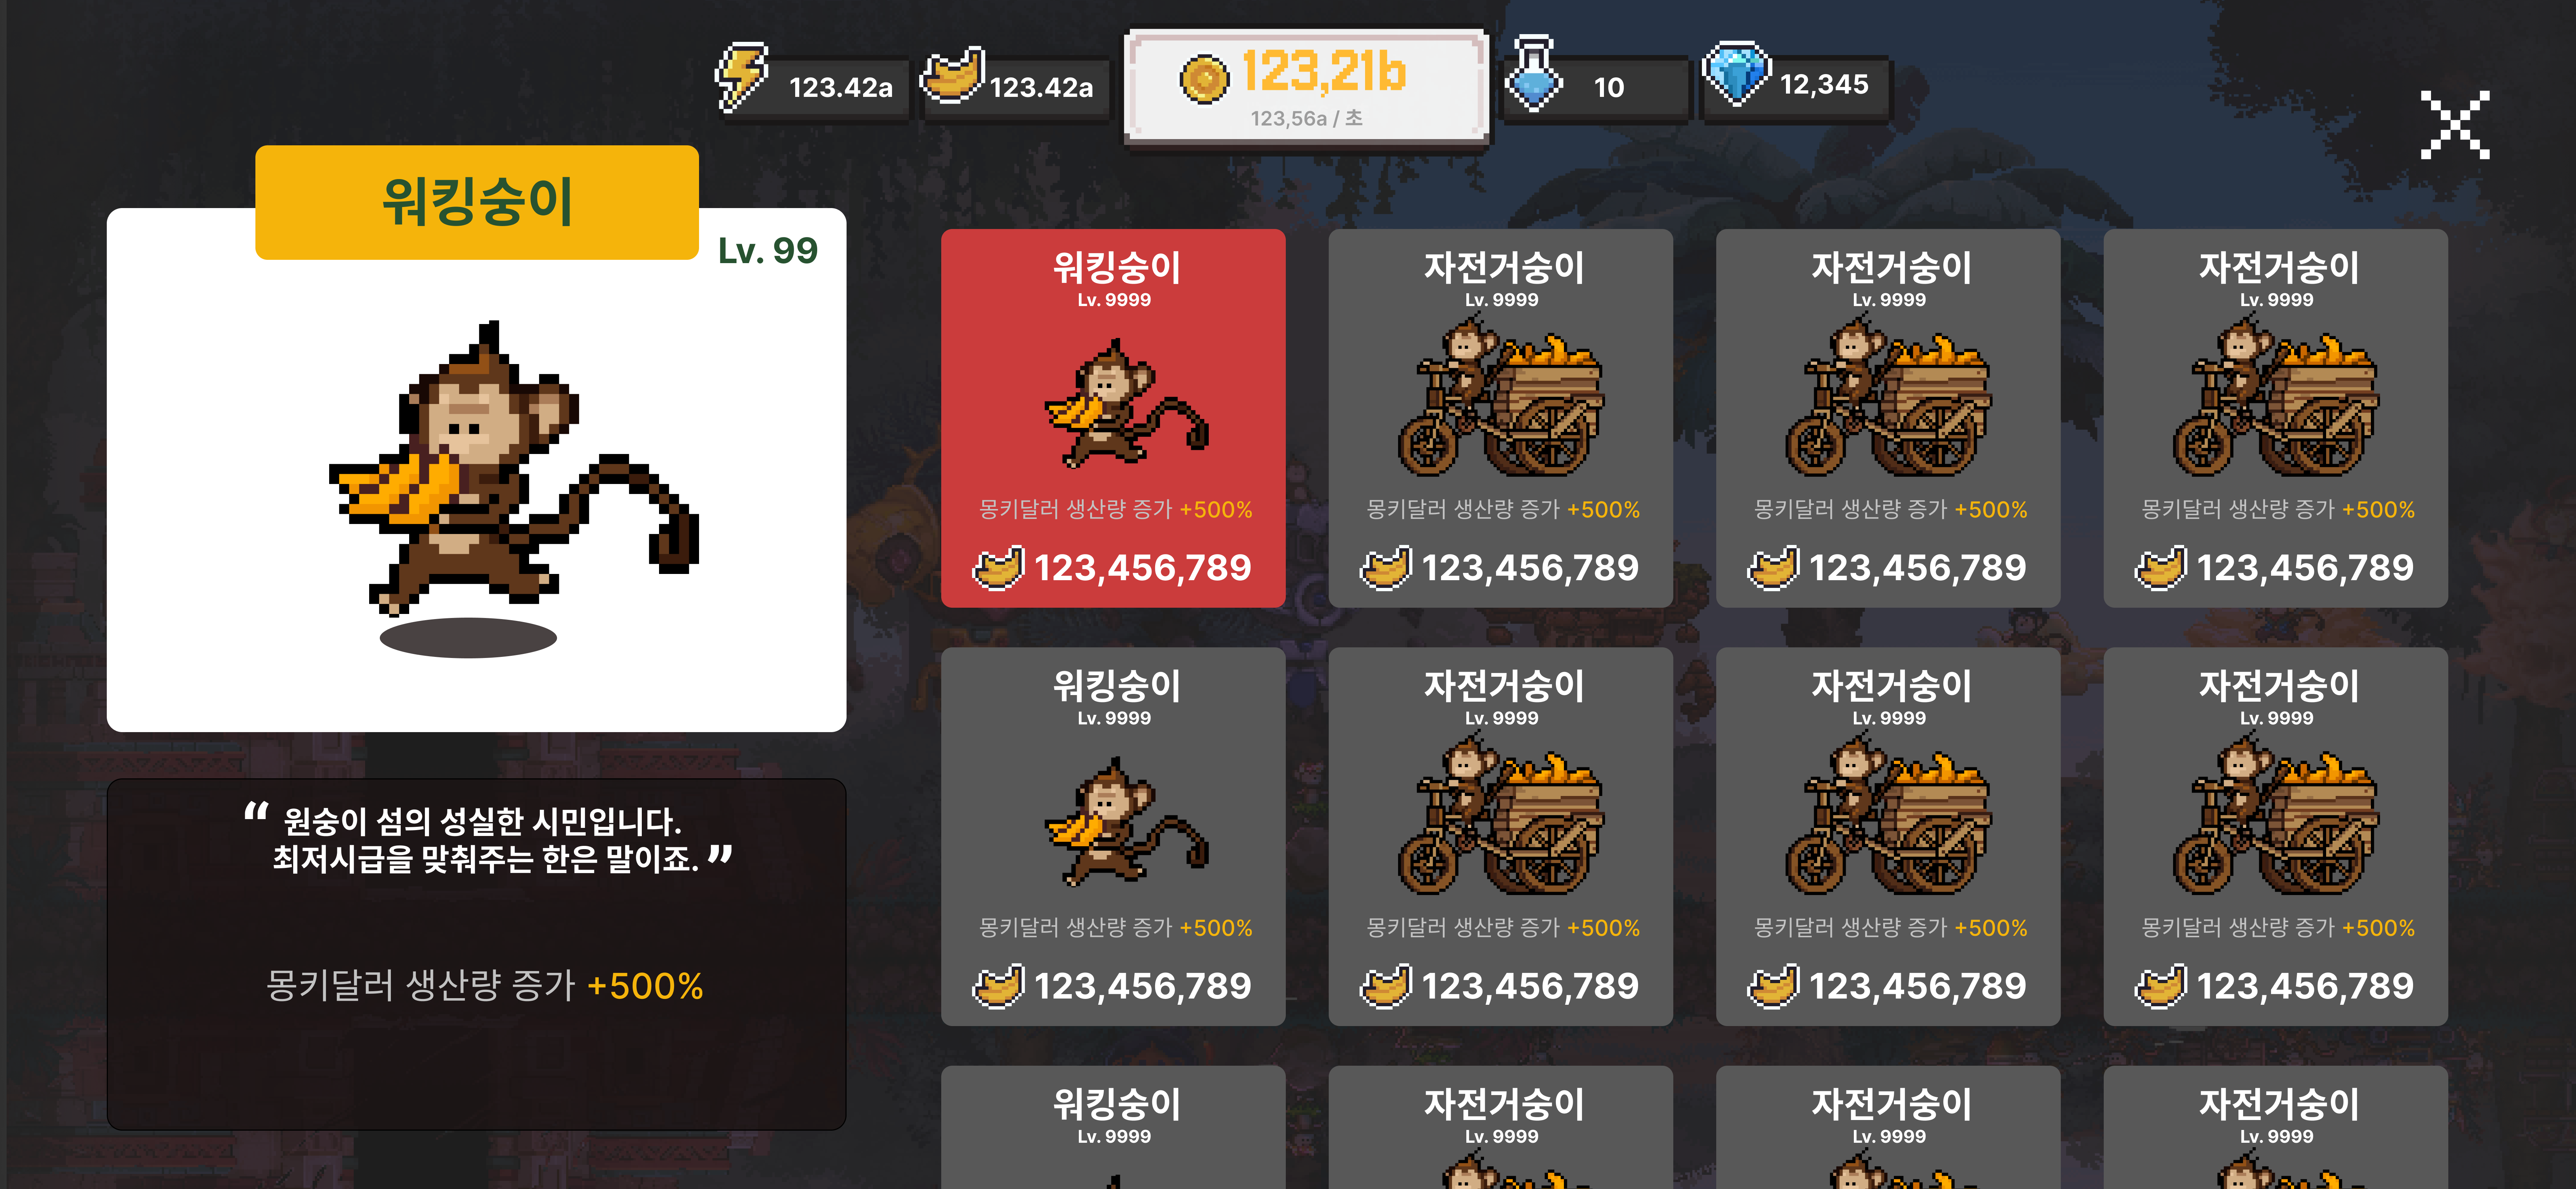 123.42a
123.42a
123,21b
123,56a / 초
10
12,345
워킹숭이
Lv. 99
“ 원숭이 섬의 성실한 시민입니다.
최저시급을 맞춰주는 한은 말이죠. ”
몽키달러 생산량 증가 +500%
워킹숭이
Lv. 9999
몽키달러 생산량 증가 +500%
123,456,789
자전거숭이
Lv. 9999
몽키달러 생산량 증가 +500%
123,456,789
자전거숭이
Lv. 9999
몽키달러 생산량 증가 +500%
123,456,789
자전거숭이
Lv. 9999
몽키달러 생산량 증가 +500%
123,456,789
워킹숭이
Lv. 9999
몽키달러 생산량 증가 +500%
123,456,789
자전거숭이
Lv. 9999
몽키달러 생산량 증가 +500%
123,456,789
자전거숭이
Lv. 9999
몽키달러 생산량 증가 +500%
123,456,789
자전거숭이
Lv. 9999
몽키달러 생산량 증가 +500%
123,456,789
워킹숭이
Lv. 9999
자전거숭이
Lv. 9999
자전거숭이
Lv. 9999
자전거숭이
Lv. 9999